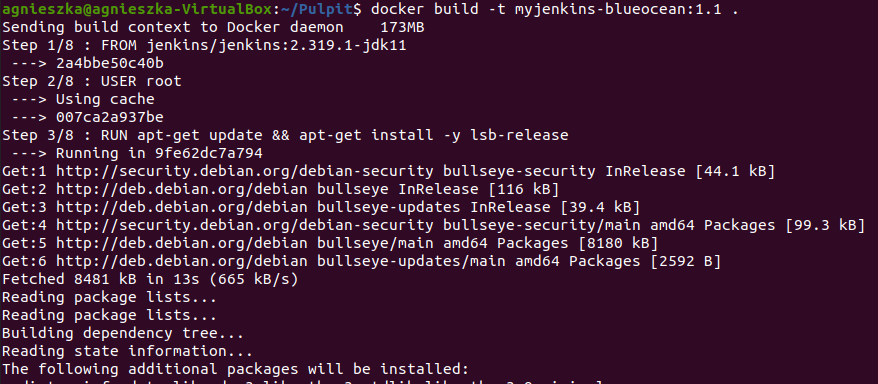 agnieszka@agnieszka-VirtualBox:~/Pulpit$ docker build -t myjenkins-blueocean:1.1 .
Sending build context to Docker daemon    173MB
Step 1/8 : FROM jenkins/jenkins:2.319.1-jdk11
 ---> 2a4bbe50c40b
Step 2/8 : USER root
 ---> Using cache
 ---> 007ca2a937be
Step 3/8 : RUN apt-get update && apt-get install -y lsb-release
 ---> Running in 9fe62dc7a794
Get:1 http://security.debian.org/debian-security bullseye-security InRelease [44.1 kB]
Get:2 http://deb.debian.org/debian bullseye InRelease [116 kB]
Get:3 http://deb.debian.org/debian bullseye-updates InRelease [39.4 kB]
Get:4 http://security.debian.org/debian-security bullseye-security/main amd64 Packages [99.3 kB]
Get:5 http://deb.debian.org/debian bullseye/main amd64 Packages [8180 kB]
Get:6 http://deb.debian.org/debian bullseye-updates/main amd64 Packages [2592 B]
Fetched 8481 kB in 13s (665 kB/s)
Reading package lists...
Reading package lists...
Building dependency tree...
Reading state information...
The following additional packages will be installed: